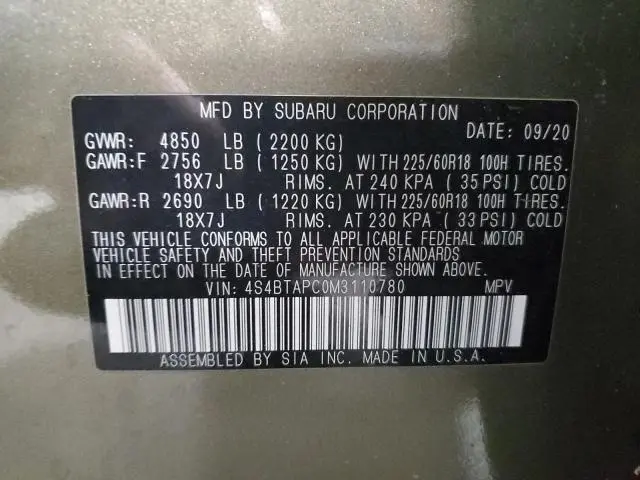 MFD BY SUBARU CORPORATION
DATE: 09/20
GVWR: 4850 LB (2200 KG)
GAWR:F 2756 LB (1250 KG) WITH 225/60R18 100H TIRES.
18X7J RIMS. AT 240 KPA (35 PSI) COLD
GAWR:R 2690 LB (1220 KG) WITH 225/60R18 100H TIRES.
18X7J RIMS. AT 230 KPA (33 PSI) COLD
THIS VEHICLE CONFORMS TO ALL APPLICABLE FEDERAL MOTOR
VEHICLE SAFETY AND THEFT PREVENTION STANDARDS
IN EFFECT ON THE DATE OF MANUFACTURE SHOWN ABOVE.
VIN: 4S4BTAPC0M3110780 MPV
ASSEMBLED BY SIA INC. MADE IN U.S.A.